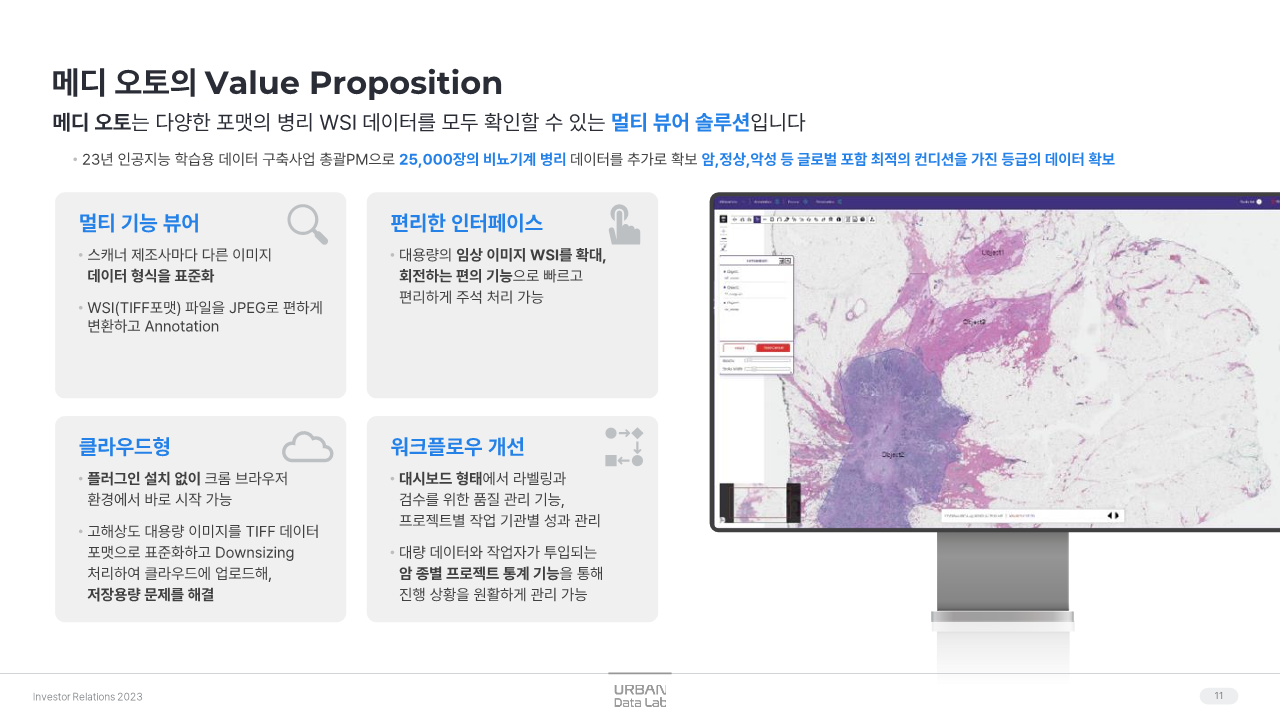 메디 오토의 Value Proposition
메디 오토는 다양한 포맷의 병리 WSI 데이터를 모두 확인할 수 있는 멀티 뷰어 솔루션입니다
• 23년 인공지능 학습용 데이터 구축사업 총괄PM으로 25,000장의 비뇨기계 병리 데이터를 추가로 확보 암,정상,악성 등 글로벌 포함 최적의 컨디션을 가진 등급의 데이터 확보
멀티 기능 뷰어
• 스캐너 제조사마다 다른 이미지
데이터 형식을 표준화
• WSI(TIFF포맷) 파일을 JPEG로 편하게
변환하고 Annotation
편리한 인터페이스
• 대용량의 임상 이미지 WSI를 확대,
회전하는 편의 기능으로 빠르고
편리하게 주석 처리 가능
클라우드형
• 플러그인 설치 없이 크롬 브라우저
환경에서 바로 시작 가능
• 고해상도 대용량 이미지를 TIFF 데이터
포맷으로 표준화하고 Downsizing
처리하여 클라우드에 업로드해,
저장용량 문제를 해결
워크플로우 개선
• 대시보드 형태에서 라벨링과
검수를 위한 품질 관리 기능,
프로젝트별 작업 기관별 성과 관리
• 대량 데이터와 작업자가 투입되는
암 종별 프로젝트 통계 기능을 통해
진행 상황을 원활하게 관리 가능
Object1
Object3
Object2
Investor Relations 2023
URBAN
Data Lab
11